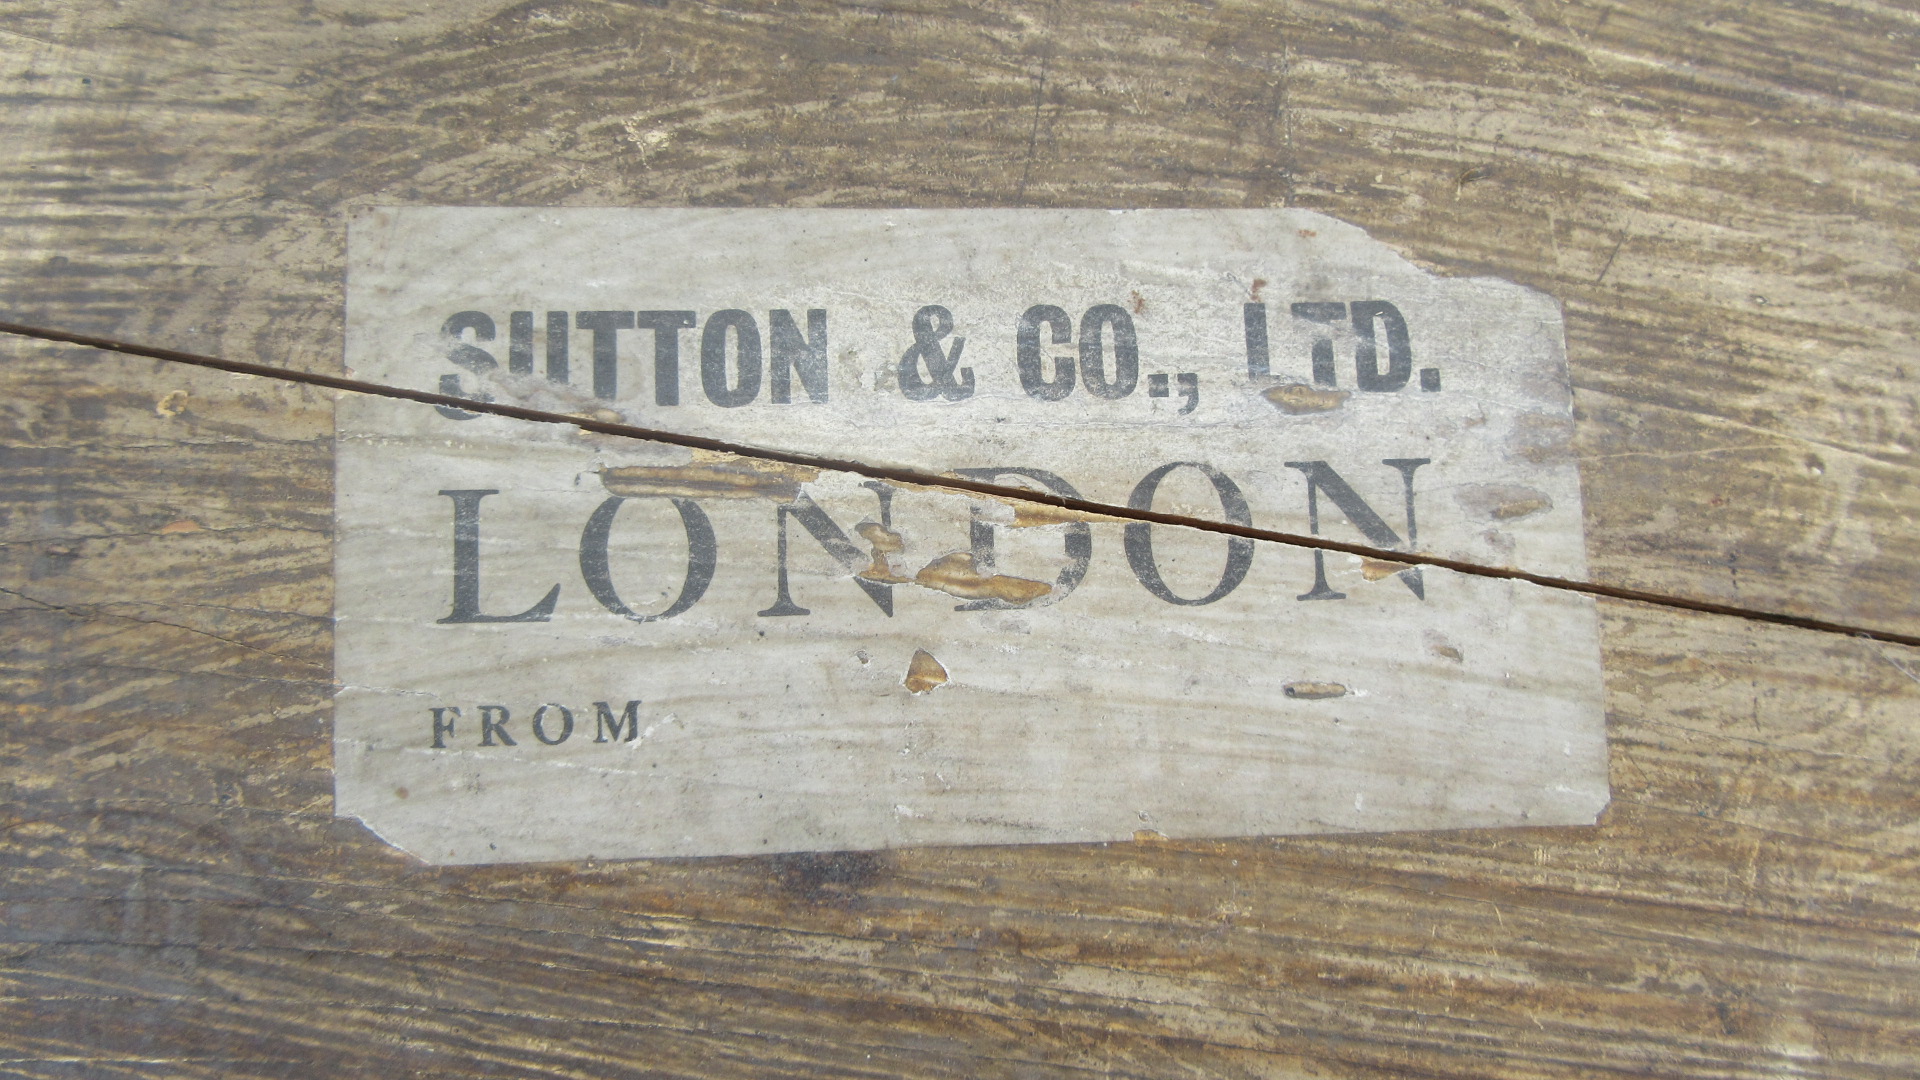 SUTTON & CO., LTD.
LONDON
FROM